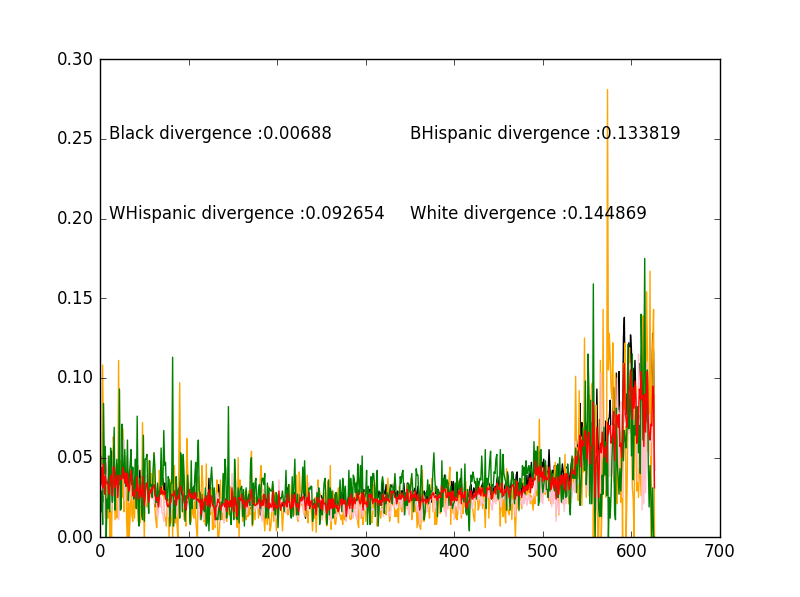 0.30
0.25
0.20
0.15
0.10
0.05
0.00
Black divergence :0.00688
BHispanic divergence :0.133819
WHispanic divergence :0.092654
White divergence :0.144869
0 100 200 300 400 500 600 700